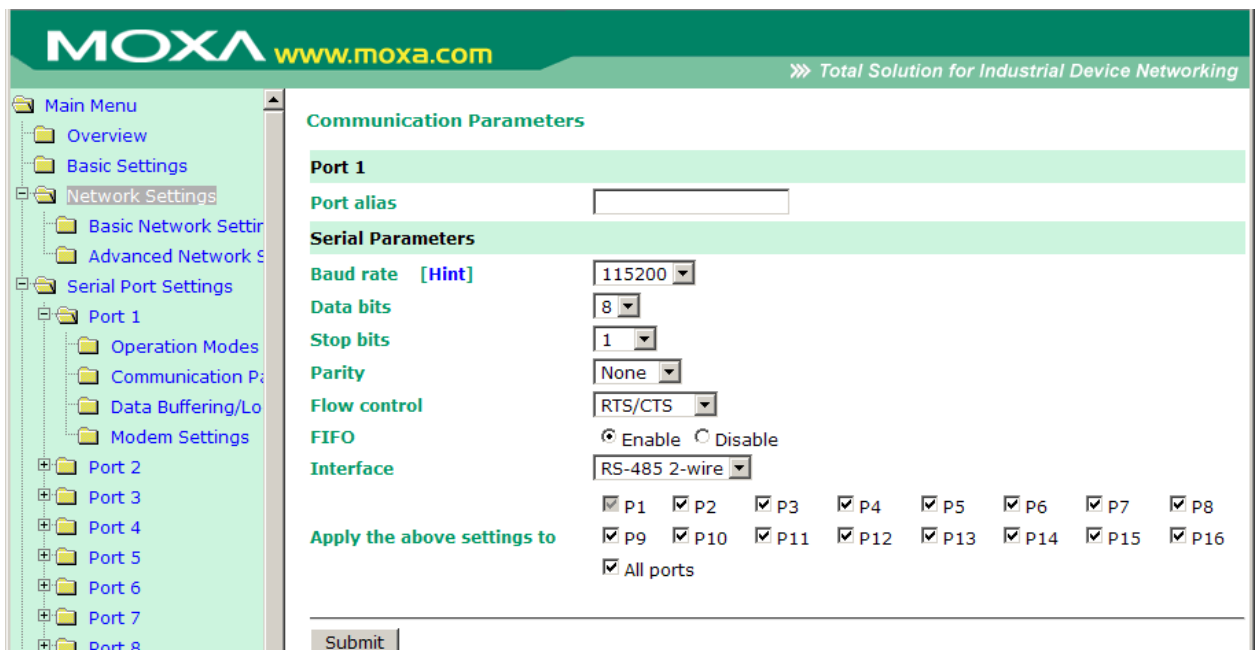 MOXA www.moxa.com
Total Solution for Industrial Device Networking
Main Menu
Overview
Basic Settings
Network Settings
Basic Network Settin
Advanced Network S
Serial Port Settings
Port 1
Operation Modes
Communication Pa
Data Buffering/Lo
Modem Settings
Port 2
Port 3
Port 4
Port 5
Port 6
Port 7
Port 8
Communication Parameters
Port 1
Port alias
Serial Parameters
Baud rate [Hint] 115200
Data bits 8
Stop bits 1
Parity None
Flow control RTS/CTS
FIFO Enable Disable
Interface RS-485 2-wire
P1 P2 P3 P4 P5 P6 P7 P8
Apply the above settings to P9 P10 P11 P12 P13 P14 P15 P16
All ports
Submit